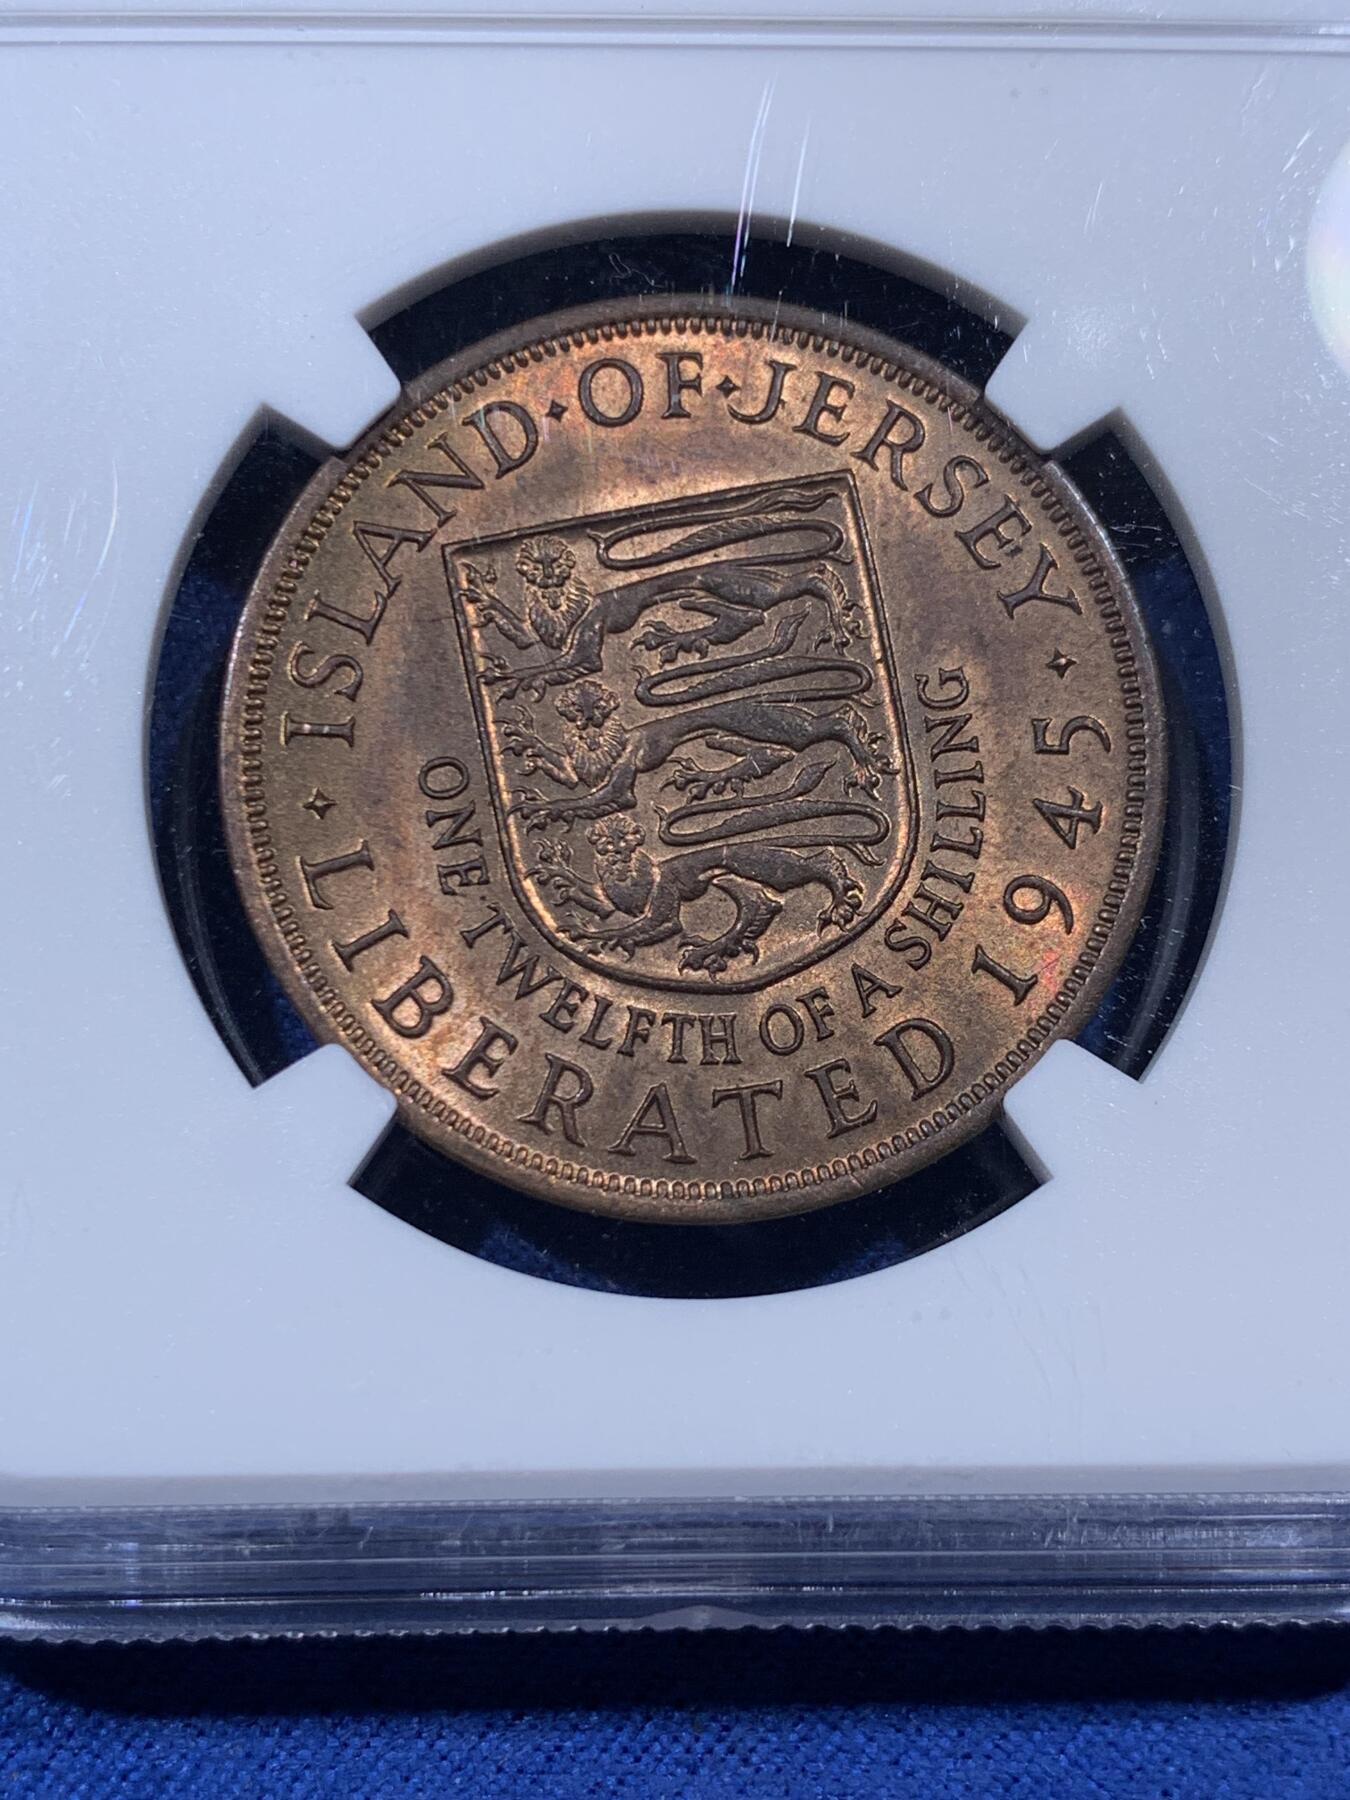 ISLAND·OF·JERSEY
LIBERATED 1945
ONE TWELFTH OF A SHILLING